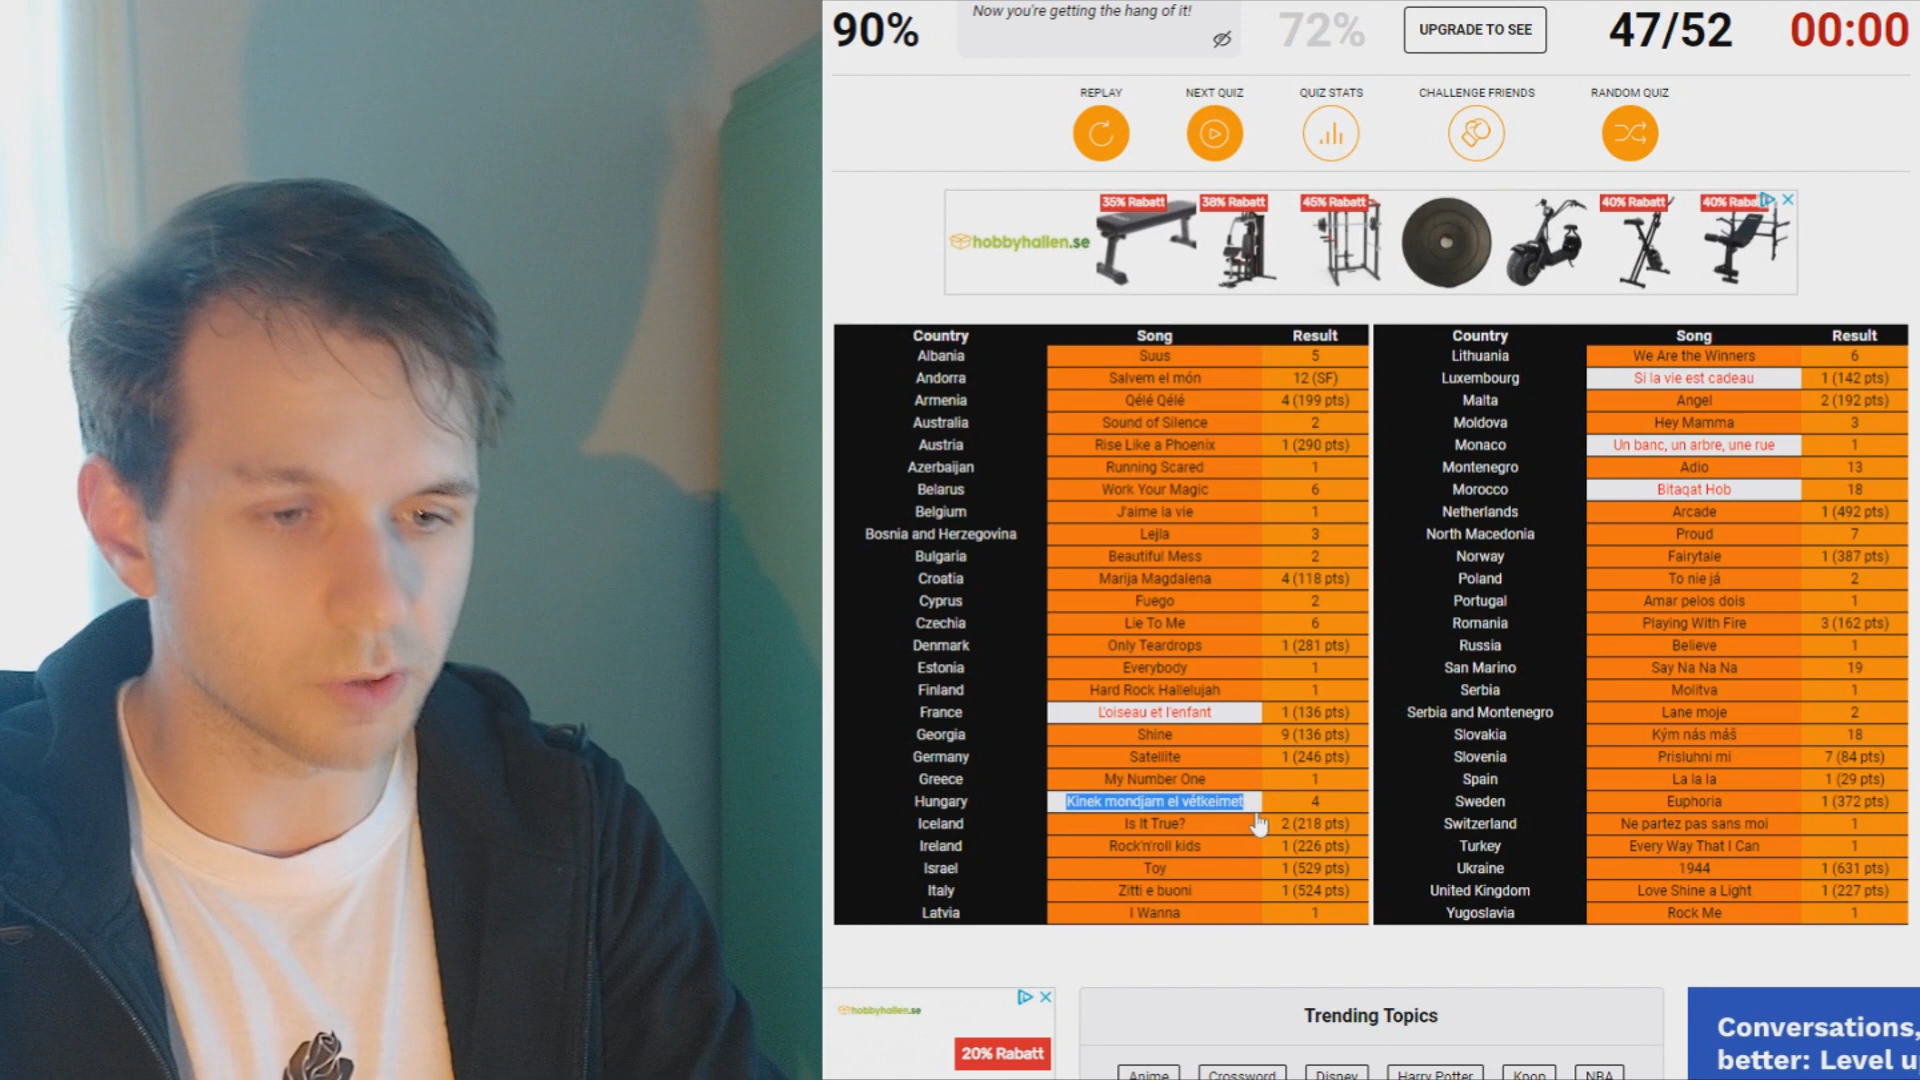 90%
Now you're getting the hang of it!
72%
UPGRADE TO SEE
47/52
00:00
REPLAY
NEXT QUIZ
QUIZ STATS
CHALLENGE FRIENDS
RANDOM QUIZ
35% Rabatt
38% Rabatt
45% Rabatt
40% Rabatt
40% Raba
hobbyhallen.se
Country Song Result
Albania Suus 5
Andorra Salvem el món 12 (SF)
Armenia Qélé Qélé 4 (199 pts)
Australia Sound of Silence 2
Austria Rise Like a Phoenix 1 (290 pts)
Azerbaijan Running Scared 1
Belarus Work Your Magic 6
Belgium J'aime la vie 1
Bosnia and Herzegovina Lejla 3
Bulgaria Beautiful Mess 2
Croatia Marija Magdalena 4 (118 pts)
Cyprus Fuego 2
Czechia Lie To Me 6
Denmark Only Teardrops 1 (281 pts)
Estonia Everybody 1
Finland Hard Rock Hallelujah 1
France L'oiseau et l'enfant 1 (136 pts)
Georgia Shine 9 (136 pts)
Germany Satellite 1 (246 pts)
Greece My Number One 1
Hungary Kinek mondjam el vétkeimet 4
Iceland Is It True? 2 (218 pts)
Ireland Rock'n'roll kids 1 (226 pts)
Israel Toy 1 (529 pts)
Italy Zitti e buoni 1 (524 pts)
Latvia I Wanna 1
Country Song Result
Lithuania We Are the Winners 6
Luxembourg Si la vie est cadeau 1 (142 pts)
Malta Angel 2 (192 pts)
Moldova Hey Mamma 3
Monaco Un banc, un arbre, une rue 1
Montenegro Adio 13
Morocco Bitaqat Hob 18
Netherlands Arcade 1 (492 pts)
North Macedonia Proud 7
Norway Fairytale 1 (387 pts)
Poland To nie já 2
Portugal Amar pelos dois 1
Romania Playing With Fire 3 (162 pts)
Russia Believe 1
San Marino Say Na Na Na 19
Serbia Molitva 1
Serbia and Montenegro Lane moje 2
Slovakia Kým nás máš 18
Slovenia Prisluhni mi 7 (84 pts)
Spain La la la 1 (29 pts)
Sweden Euphoria 1 (372 pts)
Switzerland Ne partez pas sans moi 1
Turkey Every Way That I Can 1
Ukraine 1944 1 (631 pts)
United Kingdom Love Shine a Light 1 (227 pts)
Yugoslavia Rock Me 1
hobbyhallen.se
20% Rabatt
Trending Topics
Anime
Crossword
Disney
Harry Potter
Kpop
NBA
Conversations,
better: Level u